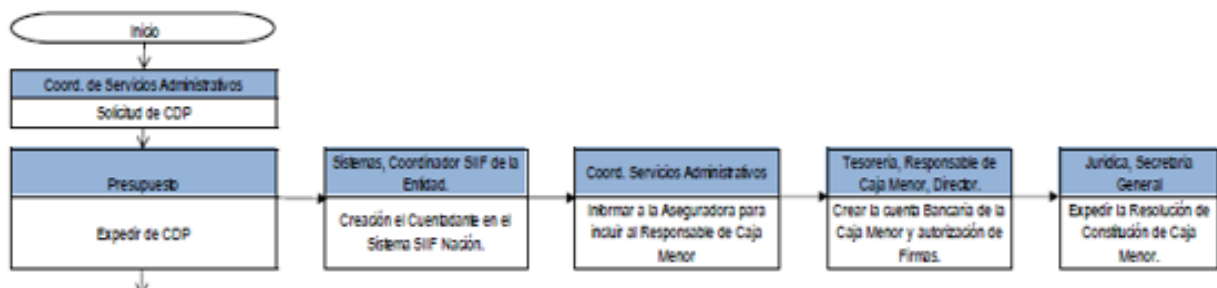 Inicio
Coord. de Servicios Administrativos
Solicitud de CDP
Presupuesto
Expedir de CDP
Sistemas, Coordinador SIIF de la
Entidad.
Creación el Cuentadante en el
Sistema SIIF Nación.
Coord. Servicios Administrativos
Informar a la Aseguradora para
incluir al Responsable de Caja
Menor
Tesorería, Responsable de
Caja Menor, Director.
Crear la cuenta Bancaria de la
Caja Menor y autorización de
Firmas.
Jurídica, Secretaría
General
Expedir la Resolución de
Constitución de Caja
Menor.